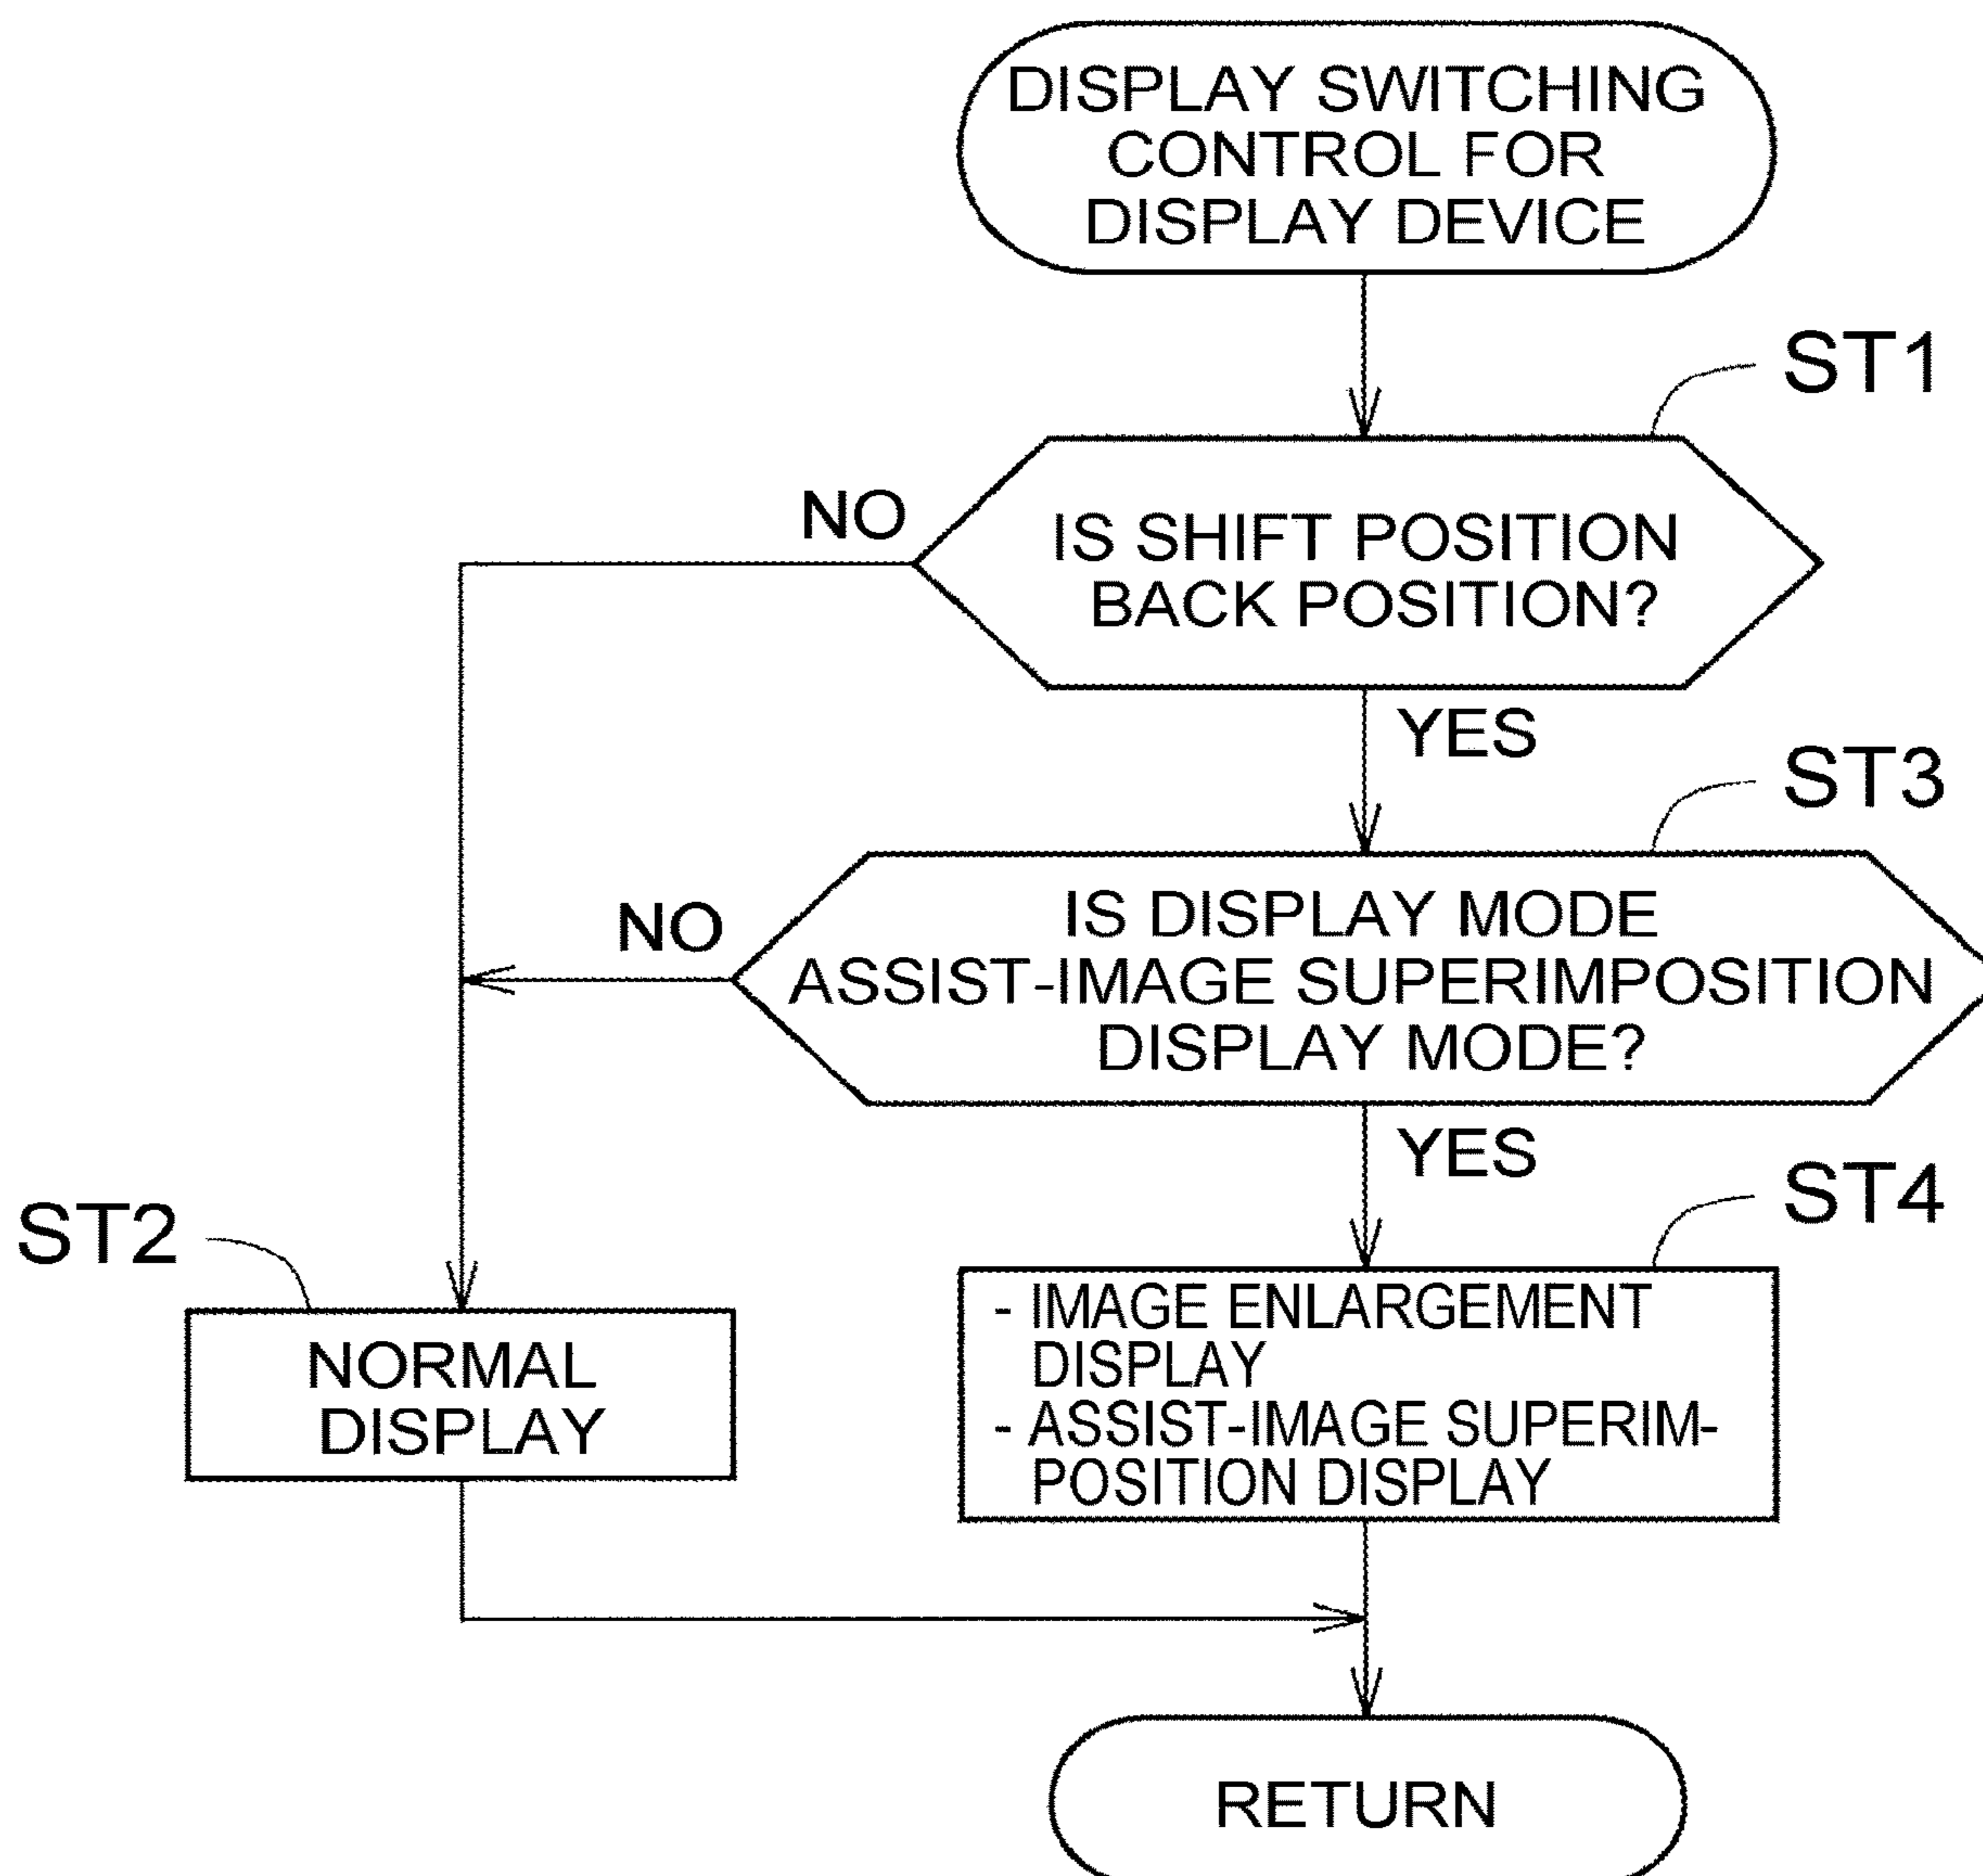 DISPLAY SWITCHING
CONTROL FOR
DISPLAY DEVICE
ST1
NO
IS SHIFT POSITION
BACK POSITION?
YES
ST3
NO
IS DISPLAY MODE
ASSIST-IMAGE SUPERIMPOSITION
DISPLAY MODE?
YES
ST4
ST2
- IMAGE ENLARGEMENT
DISPLAY
- ASSIST-IMAGE SUPERIM-
POSITION DISPLAY
NORMAL
DISPLAY
RETURN